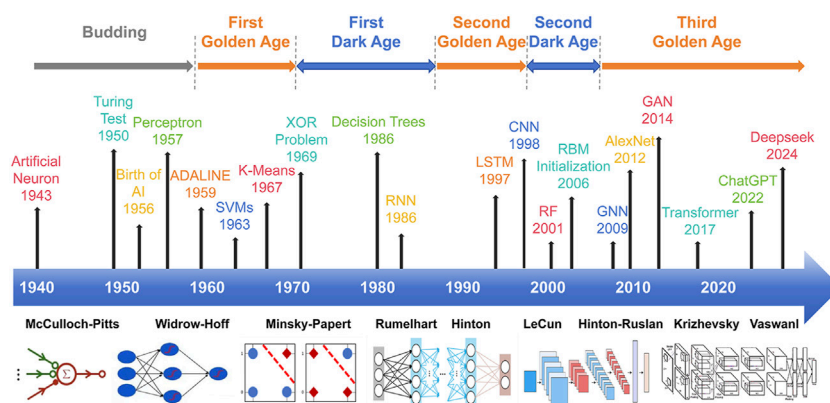 Budding
First
Golden Age
First
Dark Age
Second
Golden Age
Second
Dark Age
Third
Golden Age
Artificial
Neuron
1943
Turing
Test
1950
Birth of
AI
1956
Perceptron
1957
ADALINE
1959
SVMs
1963
K-Means
1967
XOR
Problem
1969
Decision Trees
1986
RNN
1986
LSTM
1997
CNN
1998
RF
2001
RBM
Initialization
2006
GNN
2009
AlexNet
2012
GAN
2014
Transformer
2017
ChatGPT
2022
Deepseek
2024
1940 1950 1960 1970 1980 1990 2000 2010 2020
McCulloch-Pitts Widrow-Hoff Minsky-Papert Rumelhart Hinton LeCun Hinton-Ruslan Krizhevsky Vaswanl